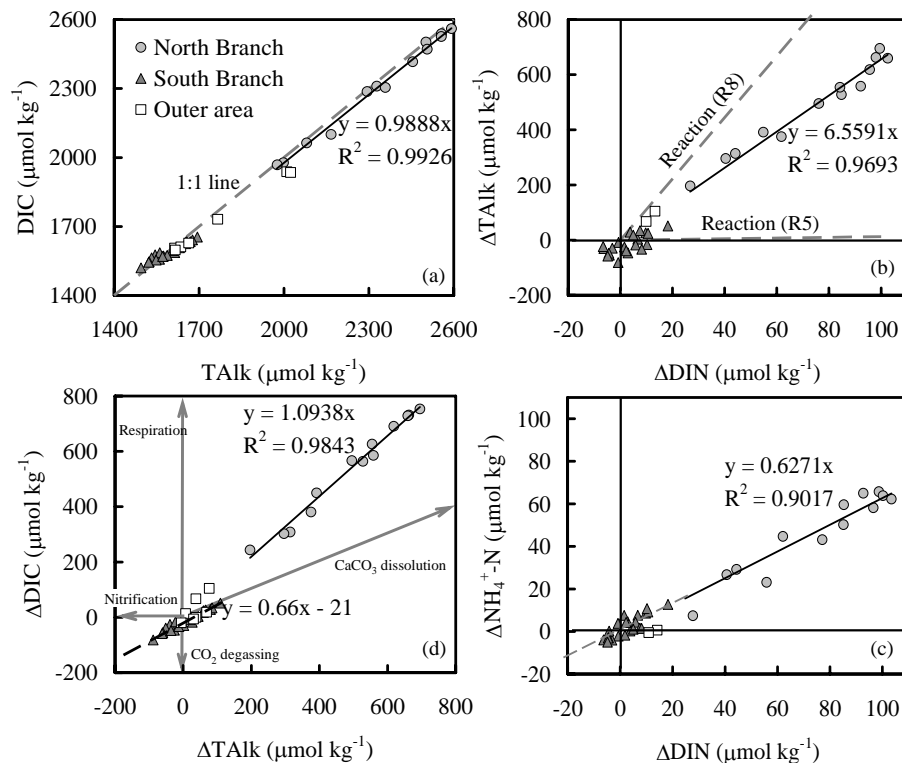 2600
2300
2000
1700
1400
1400 1700 2000 2300 2600
DIC (µmol kg⁻¹)
TAlk (µmol kg⁻¹)
North Branch
South Branch
Outer area
1:1 line
y = 0.9888x
R² = 0.9926
(a)
800
600
400
200
0
-200
-20 0 20 40 60 80 100
ΔTAlk (µmol kg⁻¹)
ΔDIN (µmol kg⁻¹)
Reaction (R8)
y = 6.5591x
R² = 0.9693
Reaction (R5)
(b)
800
600
400
200
0
-200
-200 0 200 400 600 800
ΔDIC (µmol kg⁻¹)
ΔTAlk (µmol kg⁻¹)
Respiration
y = 1.0938x
R² = 0.9843
CaCO₃ dissolution
Nitrification
y = 0.66x - 21
CO₂ degassing
(d)
100
80
60
40
20
0
-20
-20 0 20 40 60 80 100
ΔNH₄⁺-N (µmol kg⁻¹)
ΔDIN (µmol kg⁻¹)
y = 0.6271x
R² = 0.9017
(c)